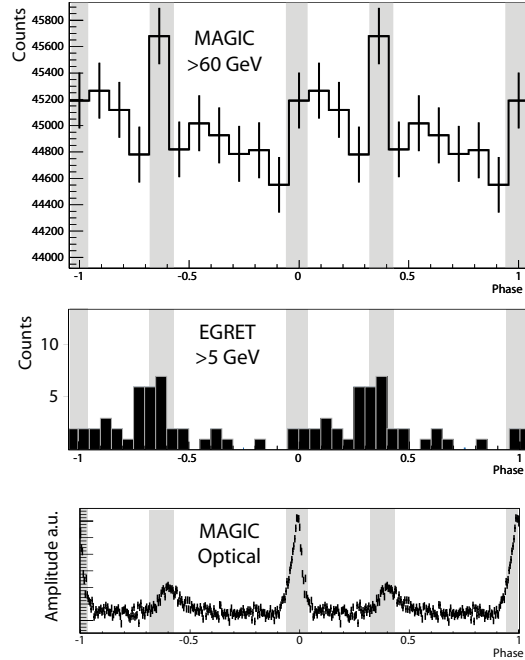 Counts
45800
45600
45400
45200
45000
44800
44600
44400
44200
44000
MAGIC
>60 GeV
-1
-0.5
0
0.5
1
Phase
Counts
10
5
EGRET
>5 GeV
-1
-0.5
0
0.5
1
Phase
Amplitude a.u.
MAGIC
Optical
-1
-0.5
0
0.5
1
Phase